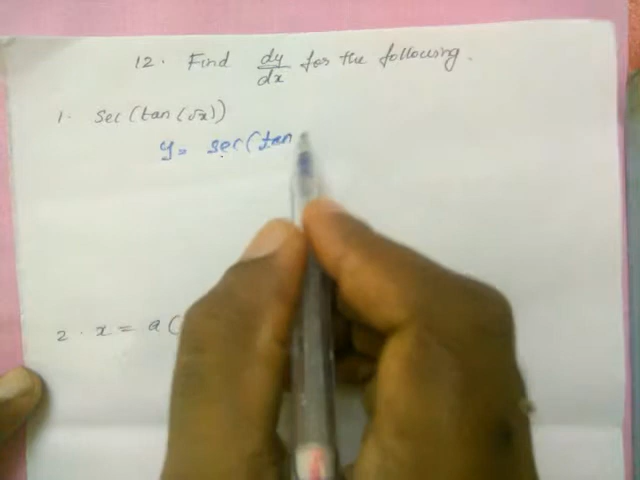 12. Find dy/dx for the following.
1. sec(tan(√x))
y = sec(tan
2. x = a(